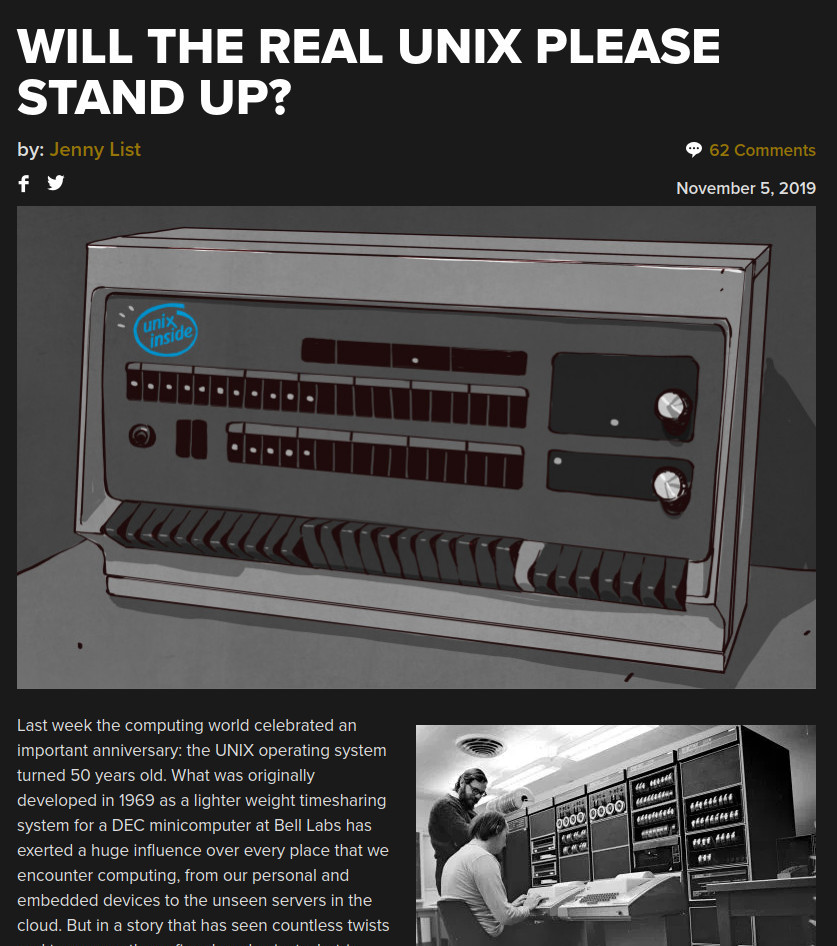 WILL THE REAL UNIX PLEASE
STAND UP?
by: Jenny List
62 Comments
November 5, 2019
unix
inside
Last week the computing world celebrated an
important anniversary: the UNIX operating system
turned 50 years old. What was originally
developed in 1969 as a lighter weight timesharing
system for a DEC minicomputer at Bell Labs has
exerted a huge influence over every place that we
encounter computing, from our personal and
embedded devices to the unseen servers in the
cloud. But in a story that has seen countless twists